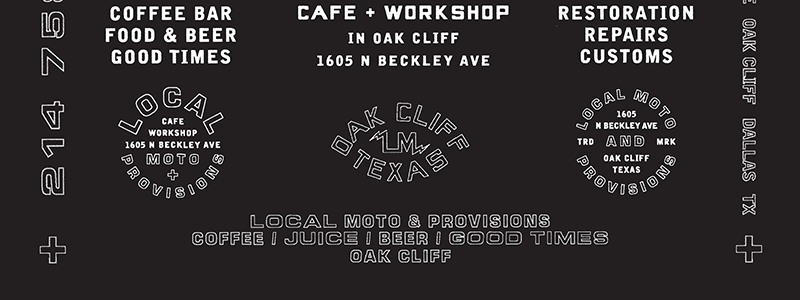 COFFEE BAR
FOOD & BEER
GOOD TIMES
CAFE + WORKSHOP
IN OAK CLIFF
1605 N BECKLEY AVE
RESTORATION
REPAIRS
CUSTOMS
214 75
LOCAL
CAFE
WORKSHOP
1605 N BECKLEY AVE
MOTO
+
PROVISIONS
OAK CLIFF
LM
TEXAS
LOCAL MOTO
1605
N BECKLEY AVE
TRD AND MRK
OAK CLIFF
TEXAS
PROVISIONS
OAK CLIFF DALLAS TX
LOCAL MOTO & PROVISIONS
COFFEE / JUICE / BEER / GOOD TIMES
OAK CLIFF
+
+